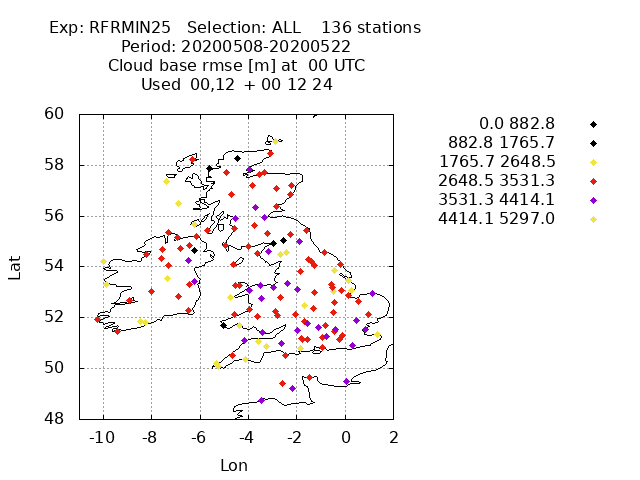 Exp: RFRMIN25 Selection: ALL 136 stations
Period: 20200508-20200522
Cloud base rmse [m] at 00 UTC
Used 00,12 + 00 12 24
60
58
56
54
52
50
48
-10 -8 -6 -4 -2 0 2
Lat
Lon
0.0 882.8
882.8 1765.7
1765.7 2648.5
2648.5 3531.3
3531.3 4414.1
4414.1 5297.0